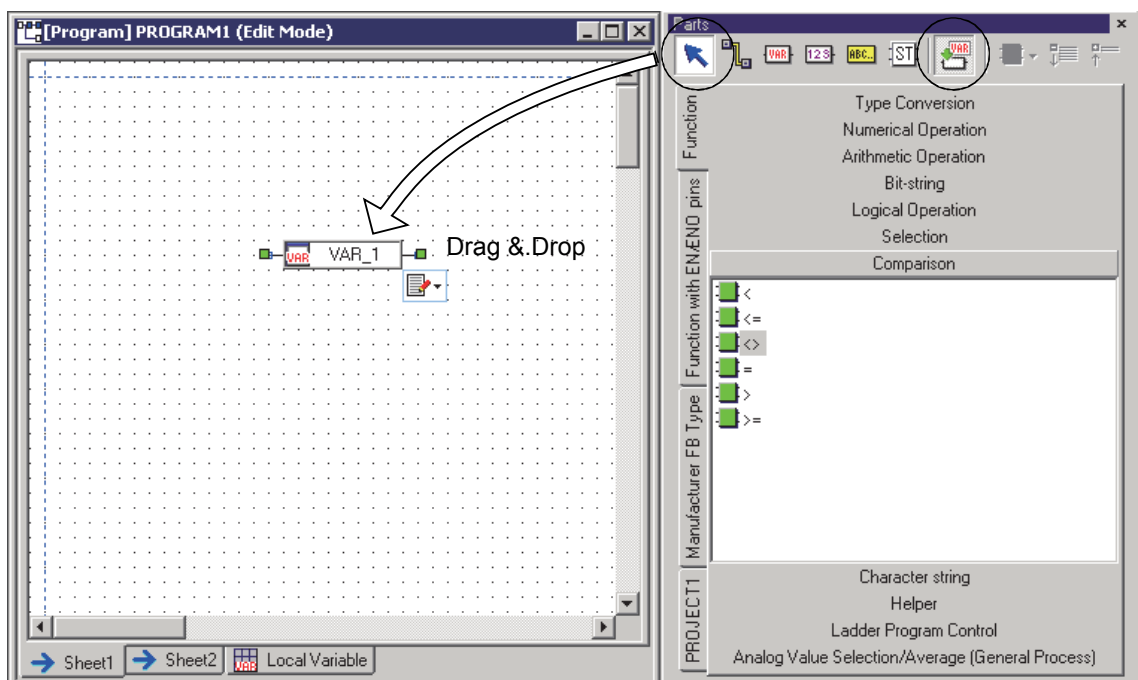 [Program] PROGRAM1 (Edit Mode)
VAR
VAR_1
Drag & Drop
Sheet1
Sheet2
VAR
Local Variable
Parts
VAR
123
ABC..
ST
VAR
Function
Function with EN/ENO pins
Manufacturer FB Type
PROJECT1
Type Conversion
Numerical Operation
Arithmetic Operation
Bit-string
Logical Operation
Selection
Comparison
<
<=
<>
=
>
>=
Character string
Helper
Ladder Program Control
Analog Value Selection/Average (General Process)